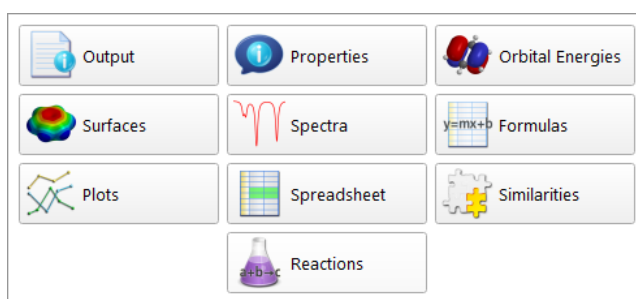 Output
Properties
Orbital Energies
Surfaces
Spectra
y=mx+b Formulas
Plots
Spreadsheet
Similarities
a+b→c Reactions